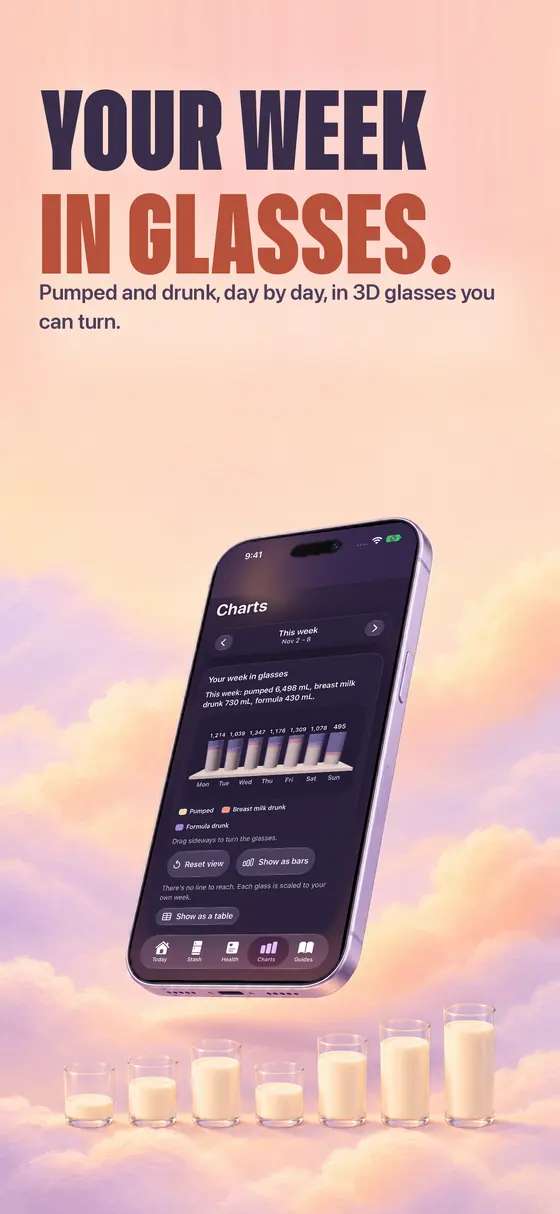 YOUR WEEK
IN GLASSES.
Pumped and drunk, day by day, in 3D glasses you
can turn.
9:41
Charts
This week
Nov 2 – 8
Your week in glasses
This week: pumped 6,498 mL, breast milk
drunk 730 mL, formula 430 mL.
1,214 1,039 1,347 1,176 1,309 1,078 495
Mon Tue Wed Thu Fri Sat Sun
Pumped Breast milk drunk
Formula drunk
Drag sideways to turn the glasses.
Reset view Show as bars
There's no line to reach. Each glass is scaled to your
own week.
Show as a table
Today Stash Health Charts Guides